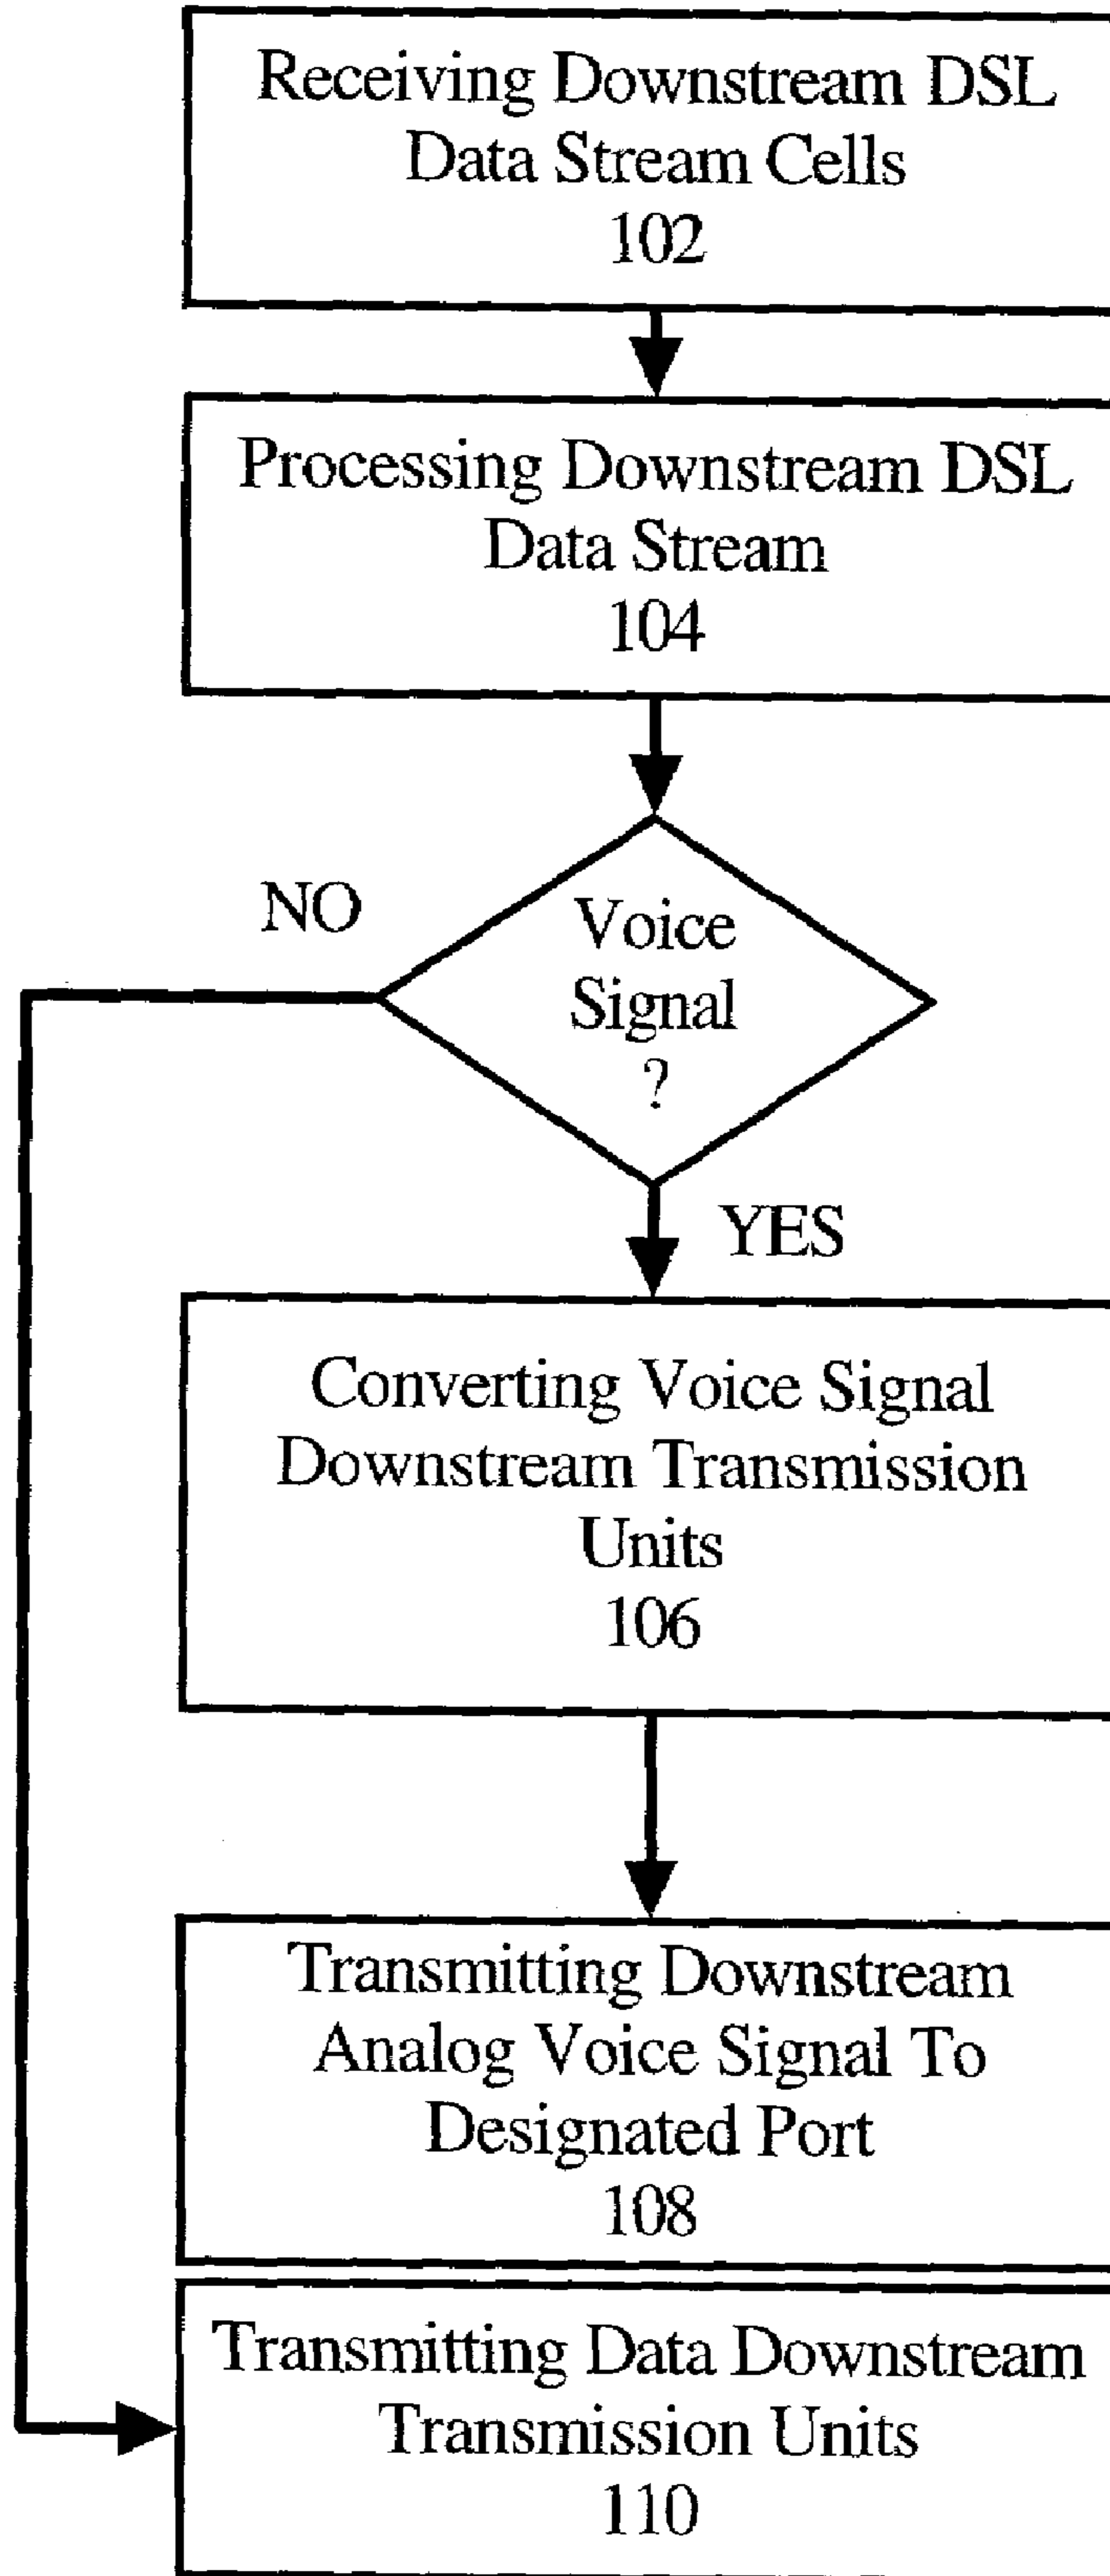 Receiving Downstream DSL
Data Stream Cells
102
Processing Downstream DSL
Data Stream
104
NO
Voice
Signal
?
YES
Converting Voice Signal
Downstream Transmission
Units
106
Transmitting Downstream
Analog Voice Signal To
Designated Port
108
Transmitting Data Downstream
Transmission Units
110